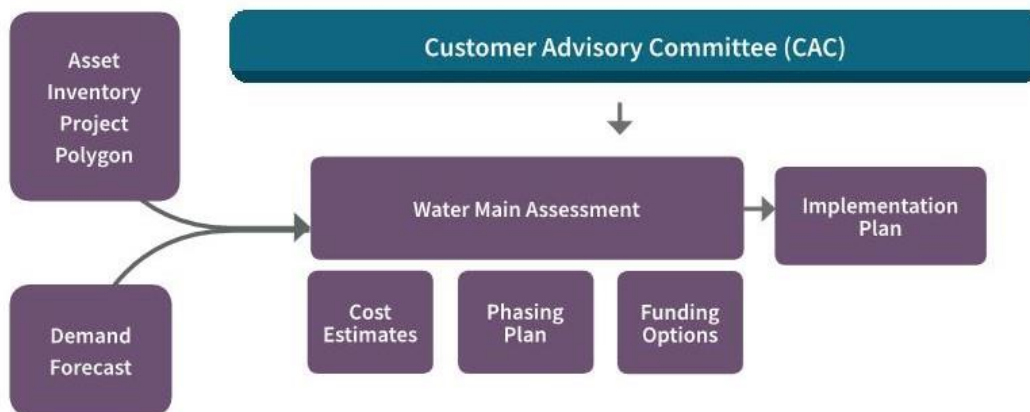 Asset
Inventory
Project
Polygon
Customer Advisory Committee (CAC)
Water Main Assessment
Implementation
Plan
Cost
Estimates
Phasing
Plan
Funding
Options
Demand
Forecast